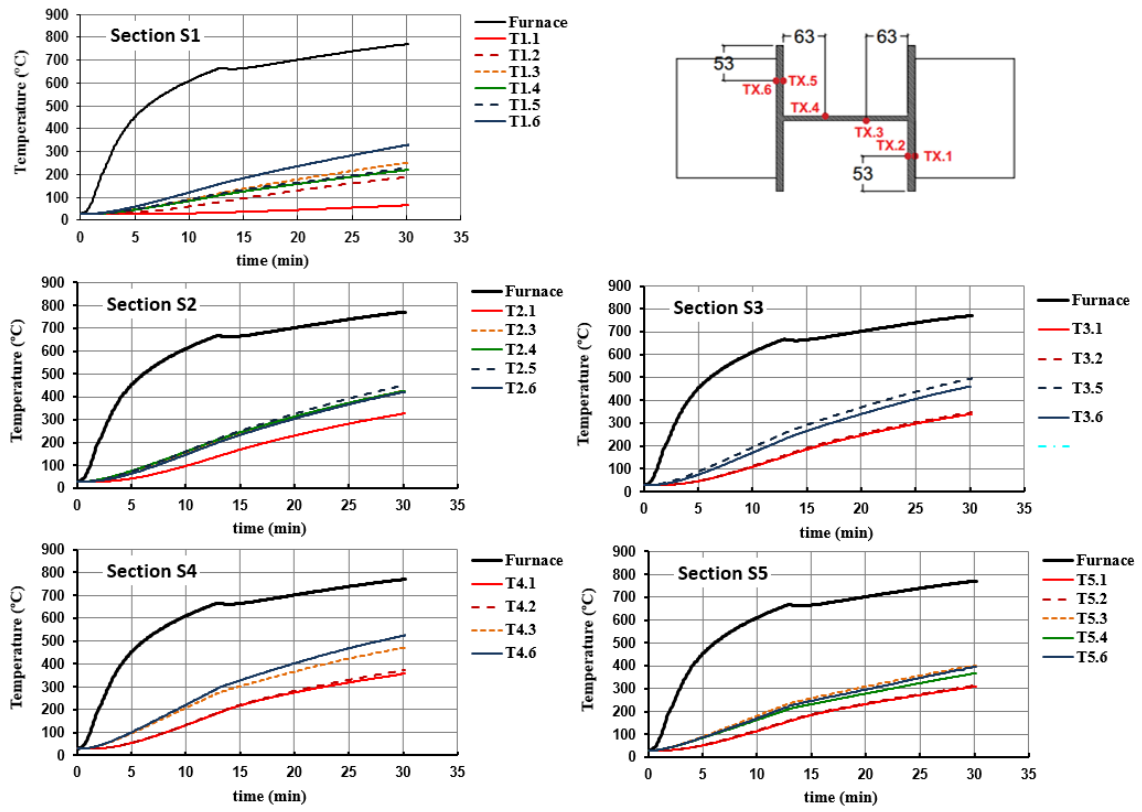 Section S1
Temperature (°C)
900
800
700
600
500
400
300
200
100
0
0 5 10 15 20 25 30 35
time (min)
Furnace
T1.1
T1.2
T1.3
T1.4
T1.5
T1.6
63 63
53
TX.6 TX.5
TX.4
TX.3
TX.2
TX.1
53
Section S2
Temperature (°C)
900
800
700
600
500
400
300
200
100
0
0 5 10 15 20 25 30 35
time (min)
Furnace
T2.1
T2.3
T2.4
T2.5
T2.6
Section S3
Temperature (°C)
900
800
700
600
500
400
300
200
100
0
0 5 10 15 20 25 30 35
time (min)
Furnace
T3.1
T3.2
T3.5
T3.6
Section S4
Temperature (°C)
900
800
700
600
500
400
300
200
100
0
0 5 10 15 20 25 30 35
time (min)
Furnace
T4.1
T4.2
T4.3
T4.6
Section S5
Temperature (°C)
900
800
700
600
500
400
300
200
100
0
0 5 10 15 20 25 30 35
time (min)
Furnace
T5.1
T5.2
T5.3
T5.4
T5.6